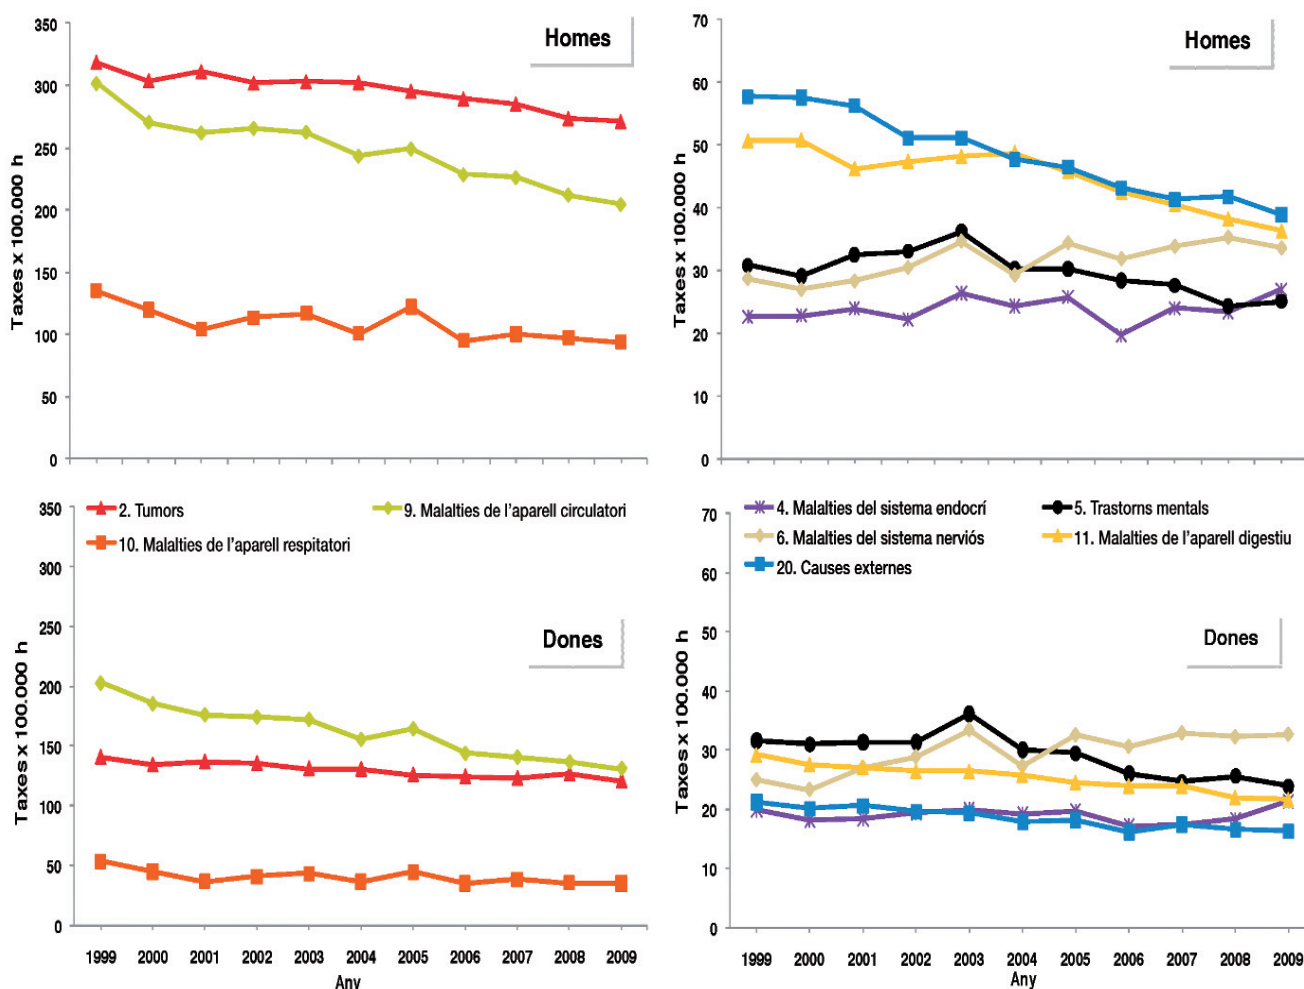 Homes
350
300
250
200
150
100
50
0
Taxes x 100.000 h
Homes
70
60
50
40
30
20
10
0
Taxes x 100.000 h
2. Tumors
9. Malalties de l'aparell circulatori
10. Malalties de l'aparell respitatori
Dones
350
300
250
200
150
100
50
0
Taxes x 100.000 h
1999 2000 2001 2002 2003 2004 2005 2006 2007 2008 2009
Any
4. Malalties del sistema endocrí
5. Trastorns mentals
6. Malalties del sistema nerviós
11. Malalties de l'aparell digestiu
20. Causes externes
Dones
70
60
50
40
30
20
10
0
Taxes x 100.000 h
1999 2000 2001 2002 2003 2004 2005 2006 2007 2008 2009
Any